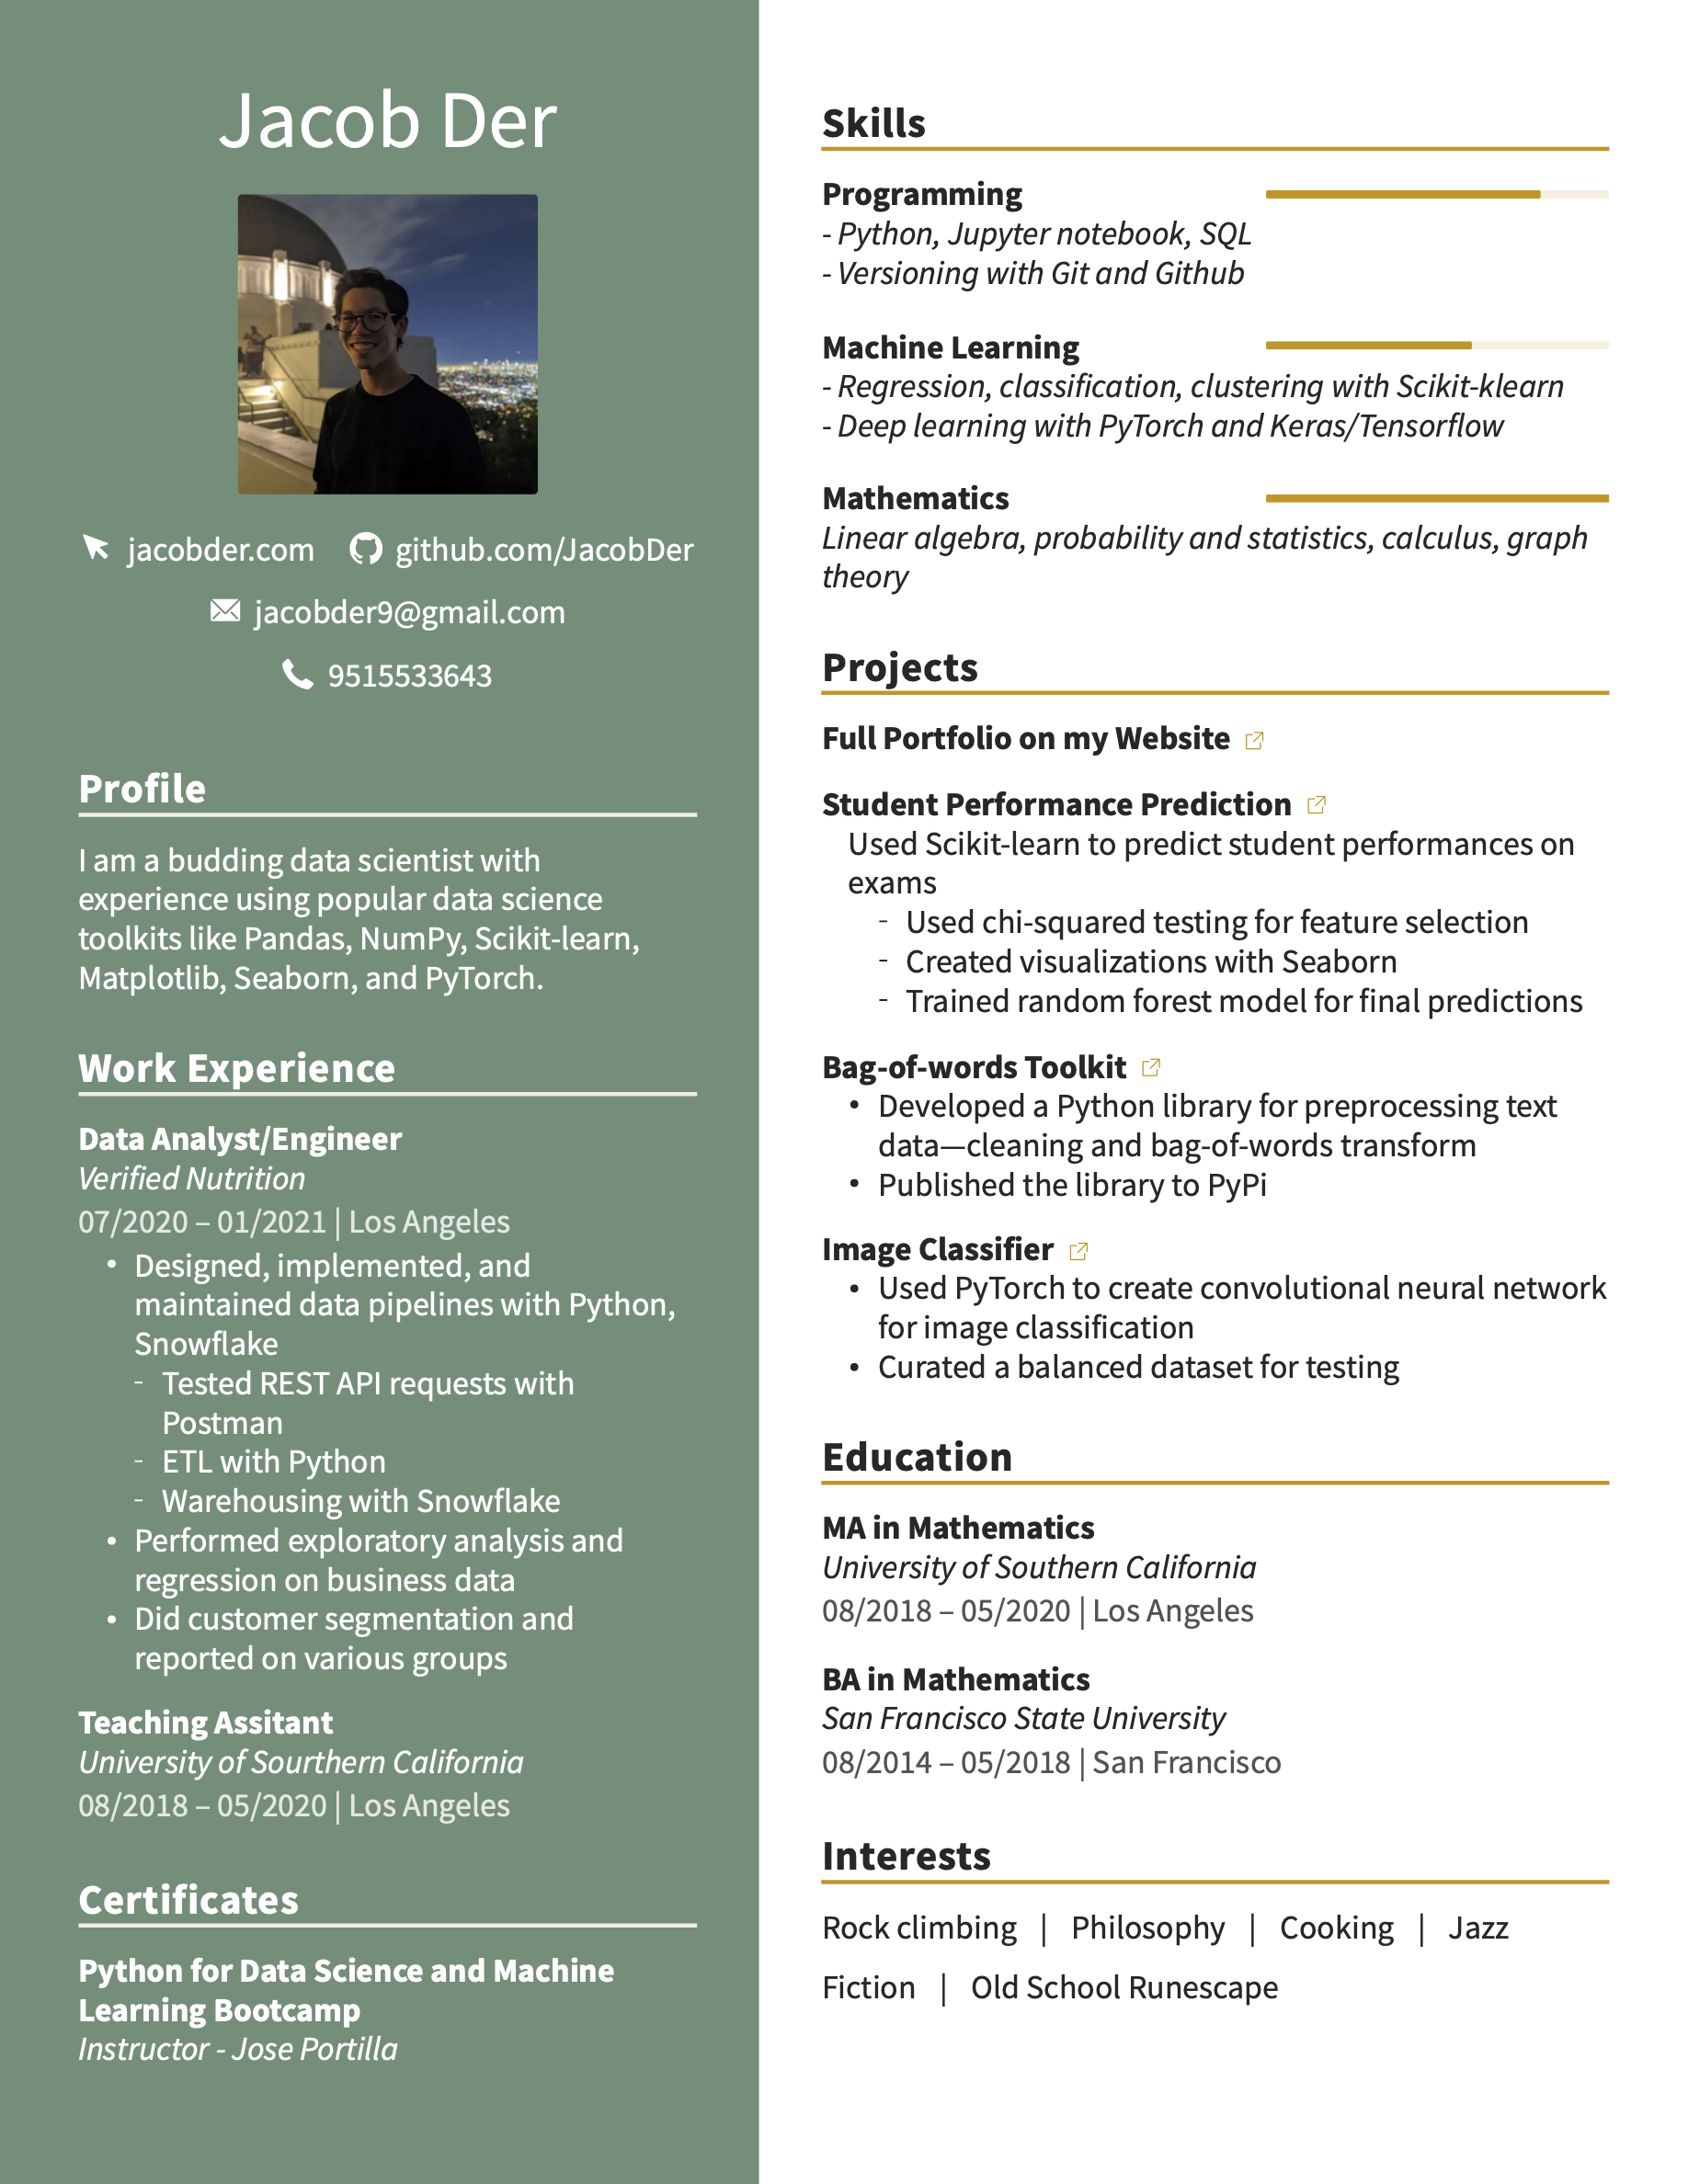 Jacob Der
jacobder.com
github.com/JacobDer
jacobder9@gmail.com
9515533643
Profile
I am a budding data scientist with
experience using popular data science
toolkits like Pandas, NumPy, Scikit-learn,
Matplotlib, Seaborn, and PyTorch.
Work Experience
Data Analyst/Engineer
Verified Nutrition
07/2020 – 01/2021 | Los Angeles
• Designed, implemented, and
maintained data pipelines with Python,
Snowflake
- Tested REST API requests with
Postman
- ETL with Python
- Warehousing with Snowflake
• Performed exploratory analysis and
regression on business data
• Did customer segmentation and
reported on various groups
Teaching Assitant
University of Sourthern California
08/2018 – 05/2020 | Los Angeles
Certificates
Python for Data Science and Machine
Learning Bootcamp
Instructor - Jose Portilla
Skills
Programming
- Python, Jupyter notebook, SQL
- Versioning with Git and Github
Machine Learning
- Regression, classification, clustering with Scikit-klearn
- Deep learning with PyTorch and Keras/Tensorflow
Mathematics
Linear algebra, probability and statistics, calculus, graph
theory
Projects
Full Portfolio on my Website
Student Performance Prediction
Used Scikit-learn to predict student performances on
exams
- Used chi-squared testing for feature selection
- Created visualizations with Seaborn
- Trained random forest model for final predictions
Bag-of-words Toolkit
• Developed a Python library for preprocessing text
data—cleaning and bag-of-words transform
• Published the library to PyPi
Image Classifier
• Used PyTorch to create convolutional neural network
for image classification
• Curated a balanced dataset for testing
Education
MA in Mathematics
University of Southern California
08/2018 – 05/2020 | Los Angeles
BA in Mathematics
San Francisco State University
08/2014 – 05/2018 | San Francisco
Interests
Rock climbing | Philosophy | Cooking | Jazz
Fiction | Old School Runescape